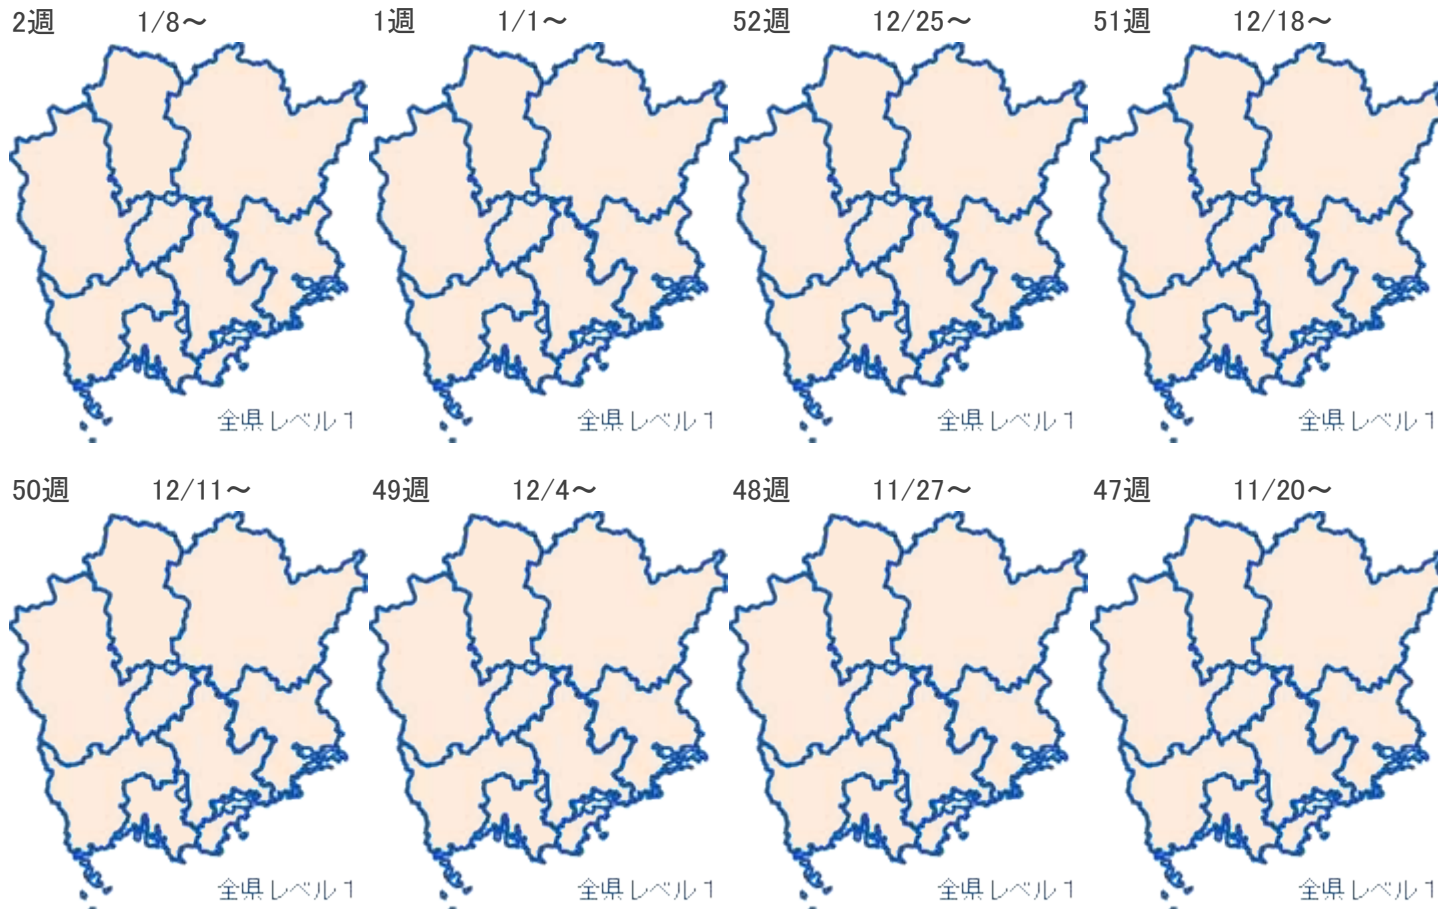 2週 1/8～
1週 1/1～
52週 12/25～
51週 12/18～
全県レベル1
全県レベル1
全県レベル1
全県レベル1
50週 12/11～
49週 12/4～
48週 11/27～
47週 11/20～
全県レベル1
全県レベル1
全県レベル1
全県レベル1